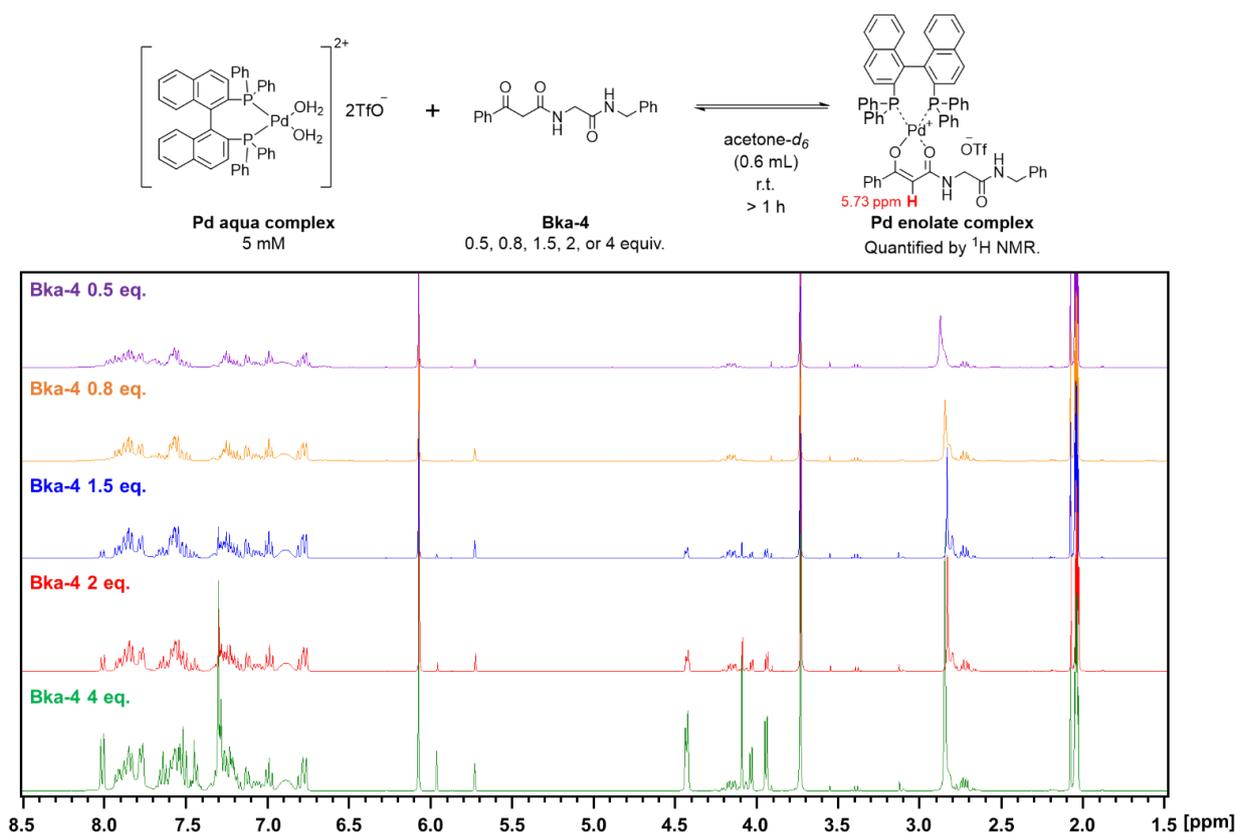 2+
Ph
Ph
P
OH2
Pd
OH2
P
Ph
Ph
2TfO−
+
O
O
H
N
Ph
N
H
O
Ph
acetone-d6
(0.6 mL)
r.t.
> 1 h
Ph
P
P
Ph
Ph
Ph
Pd+
O
O
−OTf
H
N
Ph
N
H
O
Ph
5.73 ppm H
Pd aqua complex
5 mM
Bka-4
0.5, 0.8, 1.5, 2, or 4 equiv.
Pd enolate complex
Quantified by 1H NMR.
Bka-4 0.5 eq.
Bka-4 0.8 eq.
Bka-4 1.5 eq.
Bka-4 2 eq.
Bka-4 4 eq.
8.5 8.0 7.5 7.0 6.5 6.0 5.5 5.0 4.5 4.0 3.5 3.0 2.5 2.0 1.5 [ppm]